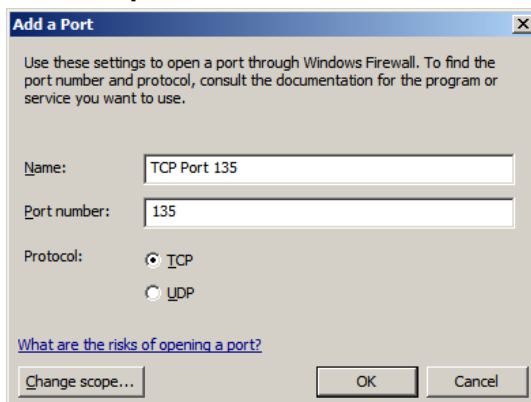 Add a Port
Use these settings to open a port through Windows Firewall. To find the
port number and protocol, consult the documentation for the program or
service you want to use.
Name: TCP Port 135
Port number: 135
Protocol: TCP
UDP
What are the risks of opening a port?
Change scope... OK Cancel